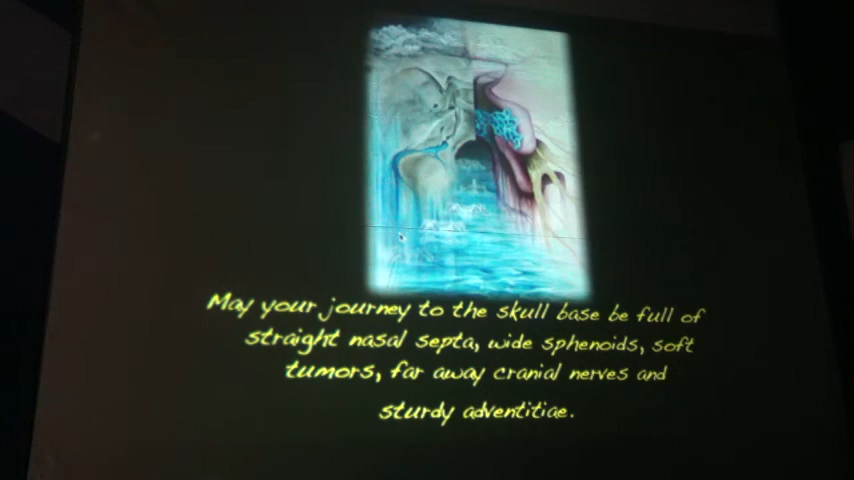 May your journey to the skull base be full of
straight nasal septa, wide sphenoids, soft
tumors, far away cranial nerves and
sturdy adventitiae.